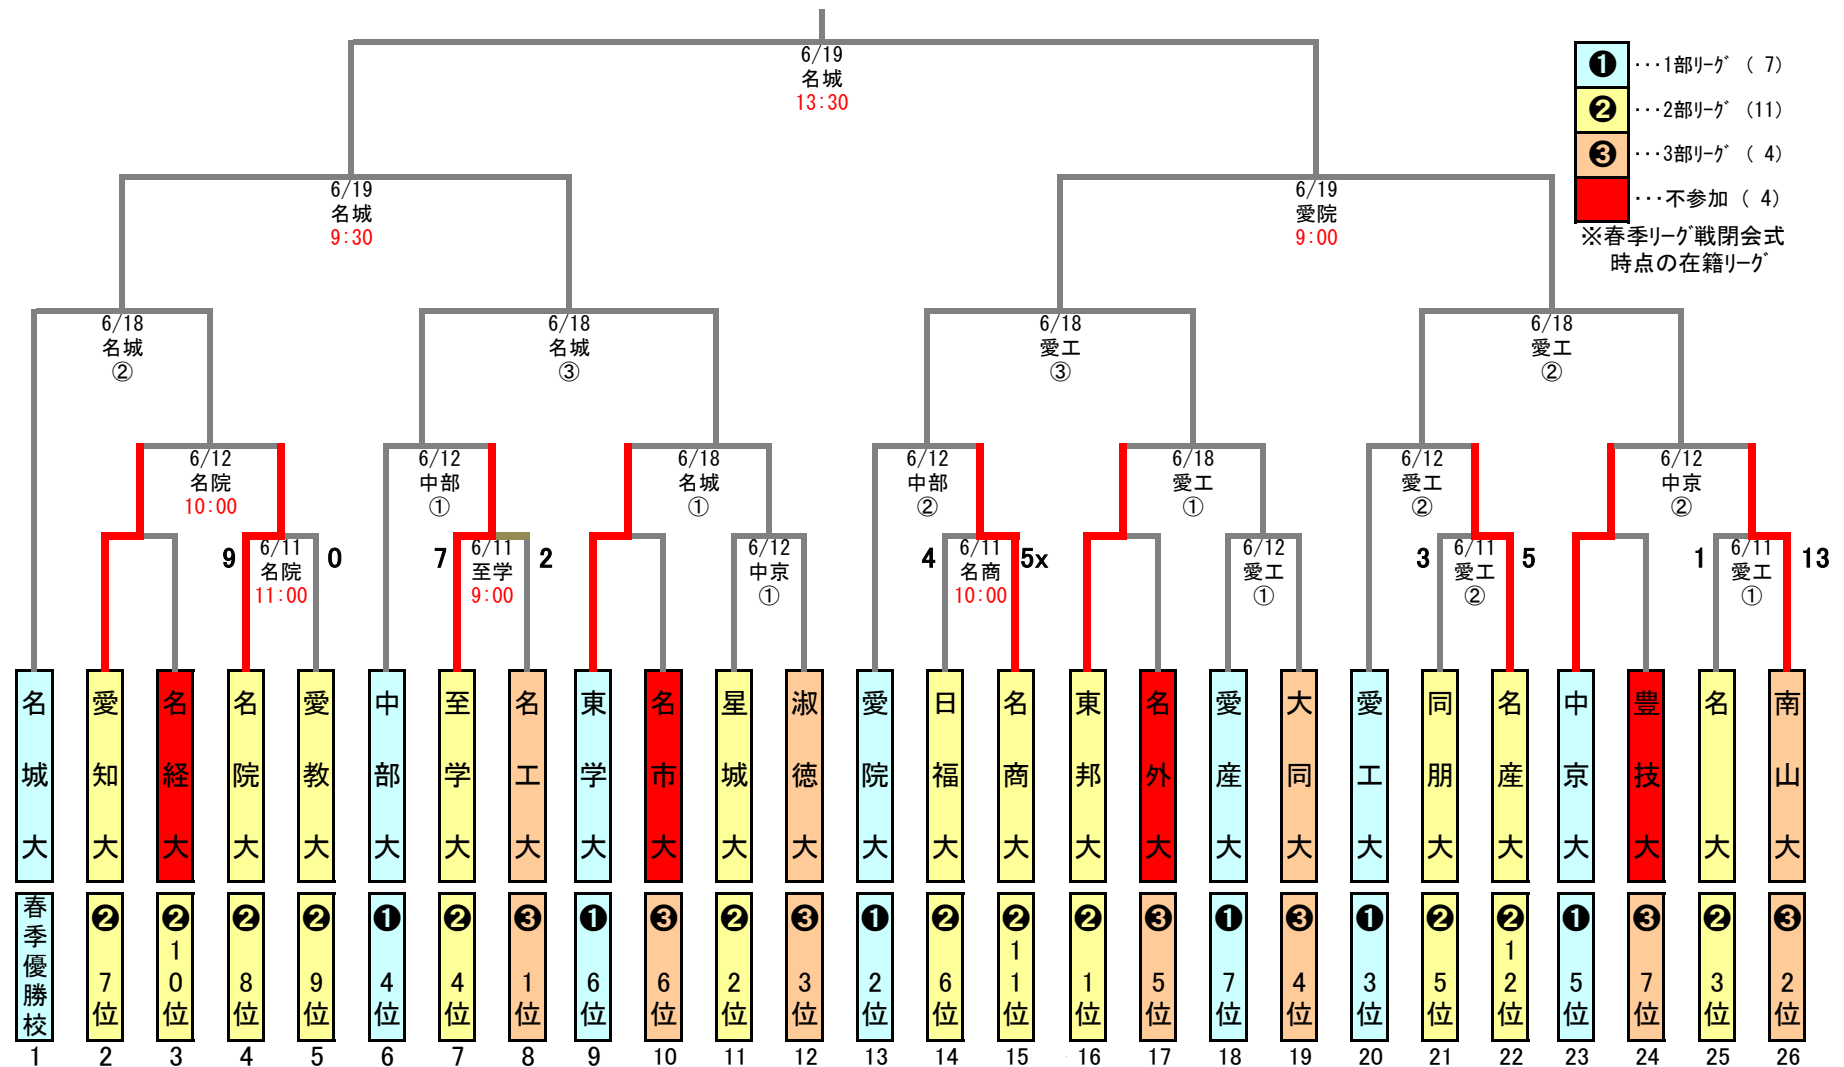 6/19
名城
13:30
❶ ･･･1部ﾘｰｸﾞ ( 7)
❷ ･･･2部ﾘｰｸﾞ (11)
❸ ･･･3部ﾘｰｸﾞ ( 4)
･･･不参加 ( 4)
※春季ﾘｰｸﾞ戦閉会式
時点の在籍ﾘｰｸﾞ
6/19
名城
9:30
6/19
愛院
9:00
6/18
名城
②
6/18
名城
③
6/18
愛工
③
6/18
愛工
②
6/12
名院
10:00
6/12
中部
①
6/18
名城
①
6/12
中部
②
6/18
愛工
①
6/12
愛工
②
6/12
中京
②
9
6/11
名院
11:00
0
7
6/11
至学
9:00
2
6/12
中京
①
4
6/11
名商
10:00
5x
6/12
愛工
①
3
6/11
愛工
②
5
1
6/11
愛工
①
13
名城大
愛知大
名経大
名院大
愛教大
中部大
至学大
名工大
東学大
名市大
星城大
淑徳大
愛院大
日福大
名商大
東邦大
名外大
愛産大
大同大
愛工大
同朋大
名産大
中京大
豊技大
名大
南山大
春季優勝校
❷7位
❷10位
❷8位
❷9位
❶4位
❷4位
❸1位
❶6位
❸6位
❷2位
❸3位
❶2位
❷6位
❷11位
❷1位
❸5位
❶7位
❸4位
❶3位
❷5位
❷12位
❶5位
❸7位
❷3位
❸2位
1 2 3 4 5 6 7 8 9 10 11 12 13 14 15 16 17 18 19 20 21 22 23 24 25 26